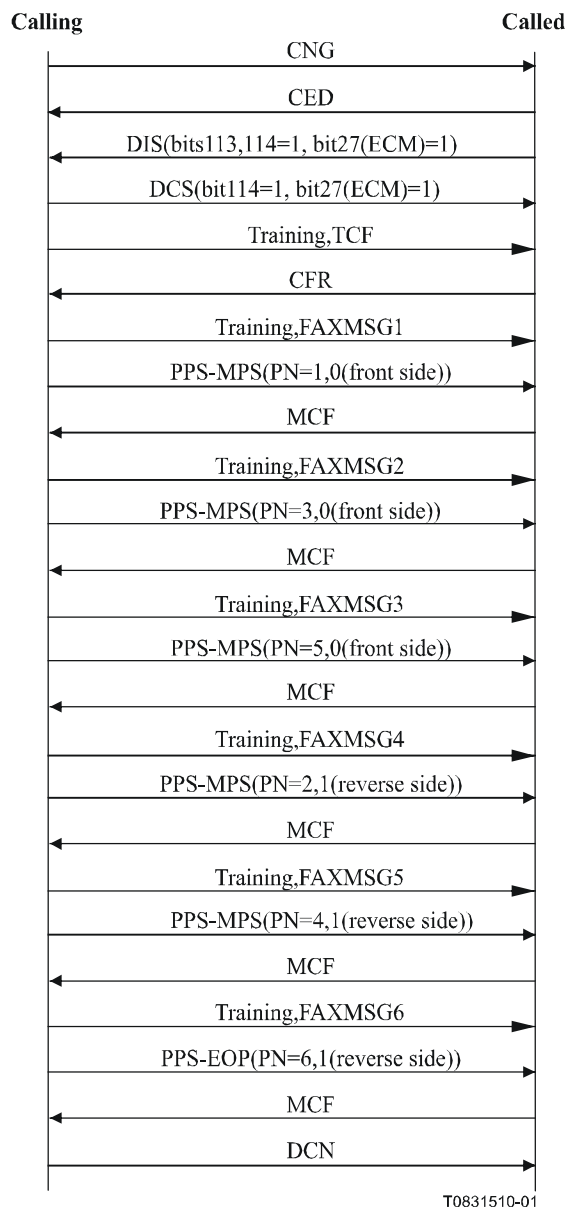 Calling Called
CNG
CED
DIS(bits113,114=1, bit27(ECM)=1)
DCS(bit114=1, bit27(ECM)=1)
Training,TCF
CFR
Training,FAXMSG1
PPS-MPS(PN=1,0(front side))
MCF
Training,FAXMSG2
PPS-MPS(PN=3,0(front side))
MCF
Training,FAXMSG3
PPS-MPS(PN=5,0(front side))
MCF
Training,FAXMSG4
PPS-MPS(PN=2,1(reverse side))
MCF
Training,FAXMSG5
PPS-MPS(PN=4,1(reverse side))
MCF
Training,FAXMSG6
PPS-EOP(PN=6,1(reverse side))
MCF
DCN
T0831510-01